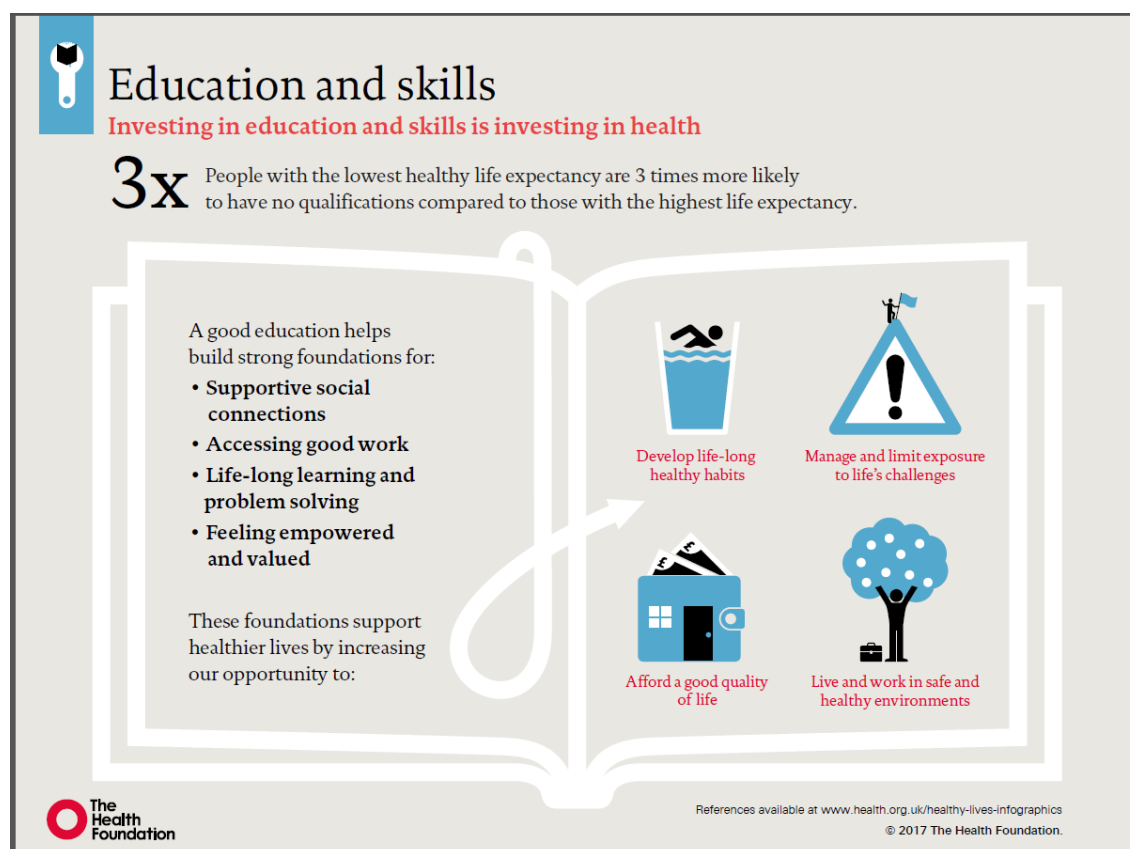 Education and skills
Investing in education and skills is investing in health
3x
People with the lowest healthy life expectancy are 3 times more likely
to have no qualifications compared to those with the highest life expectancy.
A good education helps
build strong foundations for:
• Supportive social
connections
• Accessing good work
• Life-long learning and
problem solving
• Feeling empowered
and valued
These foundations support
healthier lives by increasing
our opportunity to:
Develop life-long
healthy habits
!
Manage and limit exposure
to life's challenges
£ £
Afford a good quality
of life
Live and work in safe and
healthy environments
The
Health
Foundation
References available at www.health.org.uk/healthy-lives-infographics
© 2017 The Health Foundation.